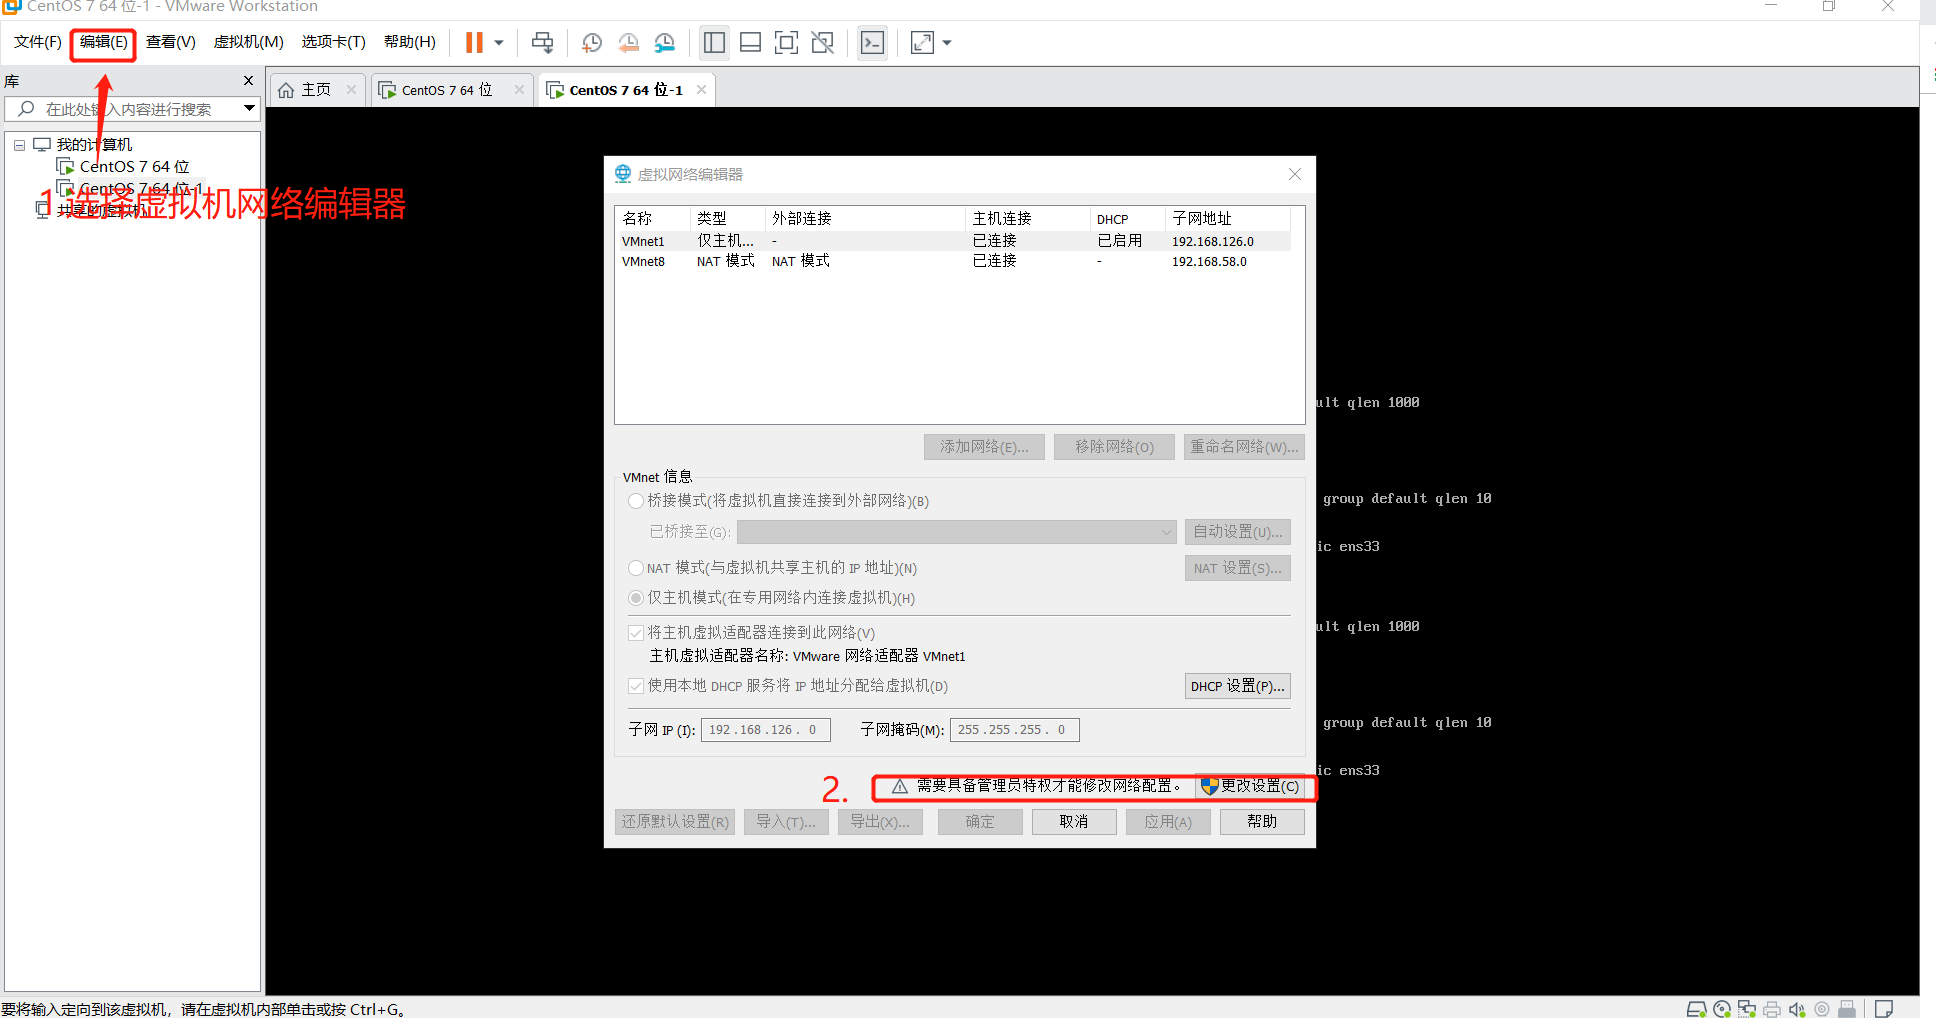 CentOS 7 64 位-1 - VMware Workstation
文件(F) 编辑(E) 查看(V) 虚拟机(M) 选项卡(T) 帮助(H)
库
主页 CentOS 7 64 位 CentOS 7 64 位-1
在此处键入内容进行搜索
我的计算机
CentOS 7 64 位
CentOS 7 64 位-1
共享的虚拟机
1.选择虚拟机网络编辑器
虚拟网络编辑器
名称 类型 外部连接 主机连接 DHCP 子网地址
VMnet1 仅主机... - 已连接 已启用 192.168.126.0
VMnet8 NAT 模式 NAT 模式 已连接 - 192.168.58.0
ult qlen 1000
添加网络(E)... 移除网络(O) 重命名网络(W)...
VMnet 信息
桥接模式(将虚拟机直接连接到外部网络)(B)
group default qlen 10
已桥接至(G): 自动设置(U)...
ic ens33
NAT 模式(与虚拟机共享主机的 IP 地址)(N) NAT 设置(S)...
仅主机模式(在专用网络内连接虚拟机)(H)
ult qlen 1000
将主机虚拟适配器连接到此网络(V)
主机虚拟适配器名称: VMware 网络适配器 VMnet1
使用本地 DHCP 服务将 IP 地址分配给虚拟机(D) DHCP 设置(P)...
group default qlen 10
子网 IP (I): 192.168.126. 0 子网掩码(M): 255.255.255. 0
ic ens33
2. 需要具备管理员特权才能修改网络配置。 更改设置(C)
还原默认设置(R) 导入(T)... 导出(X)... 确定 取消 应用(A) 帮助
要将输入定向到该虚拟机，请在虚拟机内部单击或按 Ctrl+G。